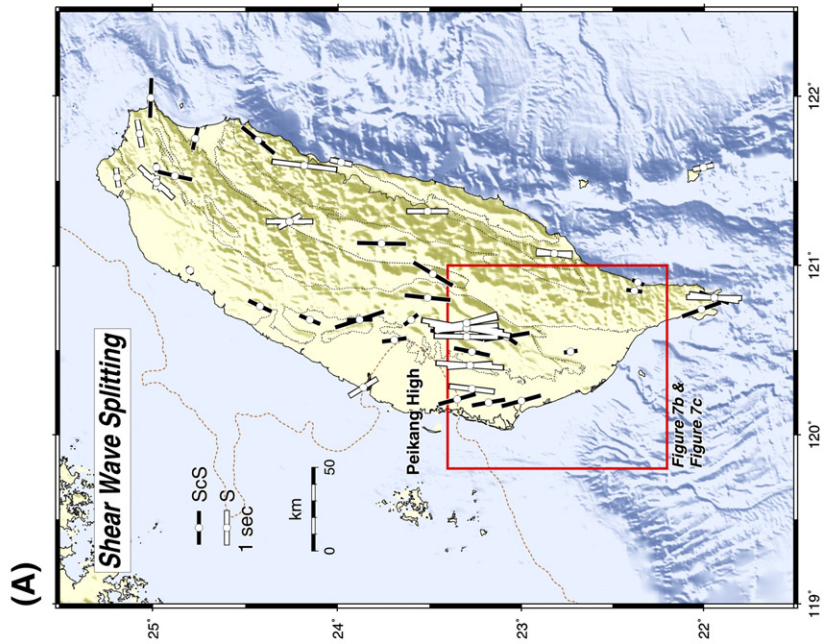 (A)
Shear Wave Splitting
ScS
S
1 sec
km
0
50
Peikang High
Figure 7b &
Figure 7c
25˚
24˚
23˚
22˚
119˚
120˚
121˚
122˚